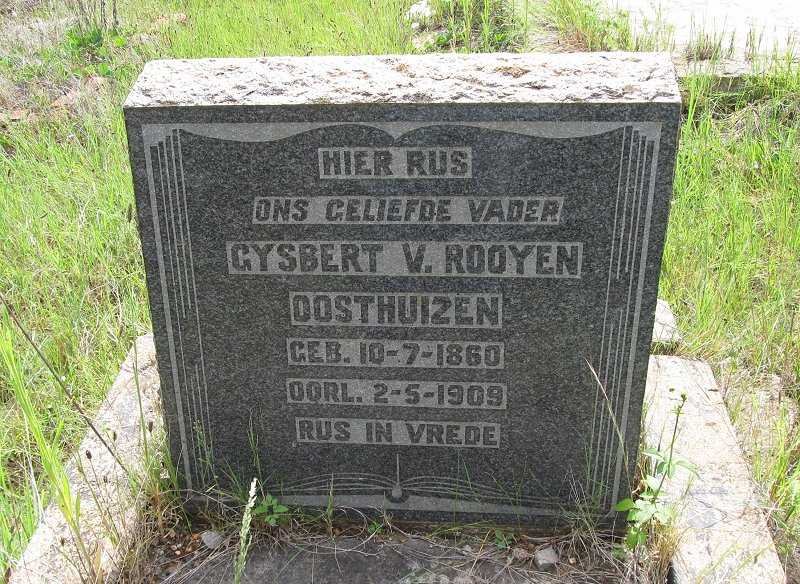 HIER RUS
ONS GELIEFDE VADER
GYSBERT V. ROOYEN
OOSTHUIZEN
GEB. 10-7-1860
OORL. 2-5-1909
RUS IN VREDE